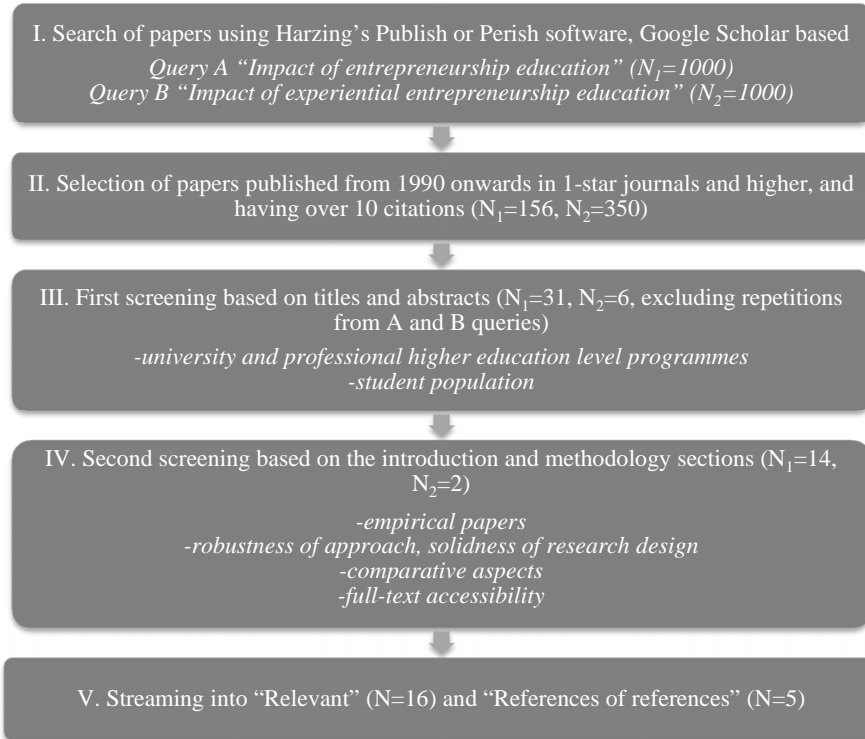 I. Search of papers using Harzing's Publish or Perish software, Google Scholar based
Query A “Impact of entrepreneurship education” (N₁=1000)
Query B “Impact of experiential entrepreneurship education” (N₂=1000)
II. Selection of papers published from 1990 onwards in 1-star journals and higher, and
having over 10 citations (N₁=156, N₂=350)
III. First screening based on titles and abstracts (N₁=31, N₂=6, excluding repetitions
from A and B queries)
-university and professional higher education level programmes
-student population
IV. Second screening based on the introduction and methodology sections (N₁=14,
N₂=2)
-empirical papers
-robustness of approach, solidness of research design
-comparative aspects
-full-text accessibility
V. Streaming into “Relevant” (N=16) and “References of references” (N=5)